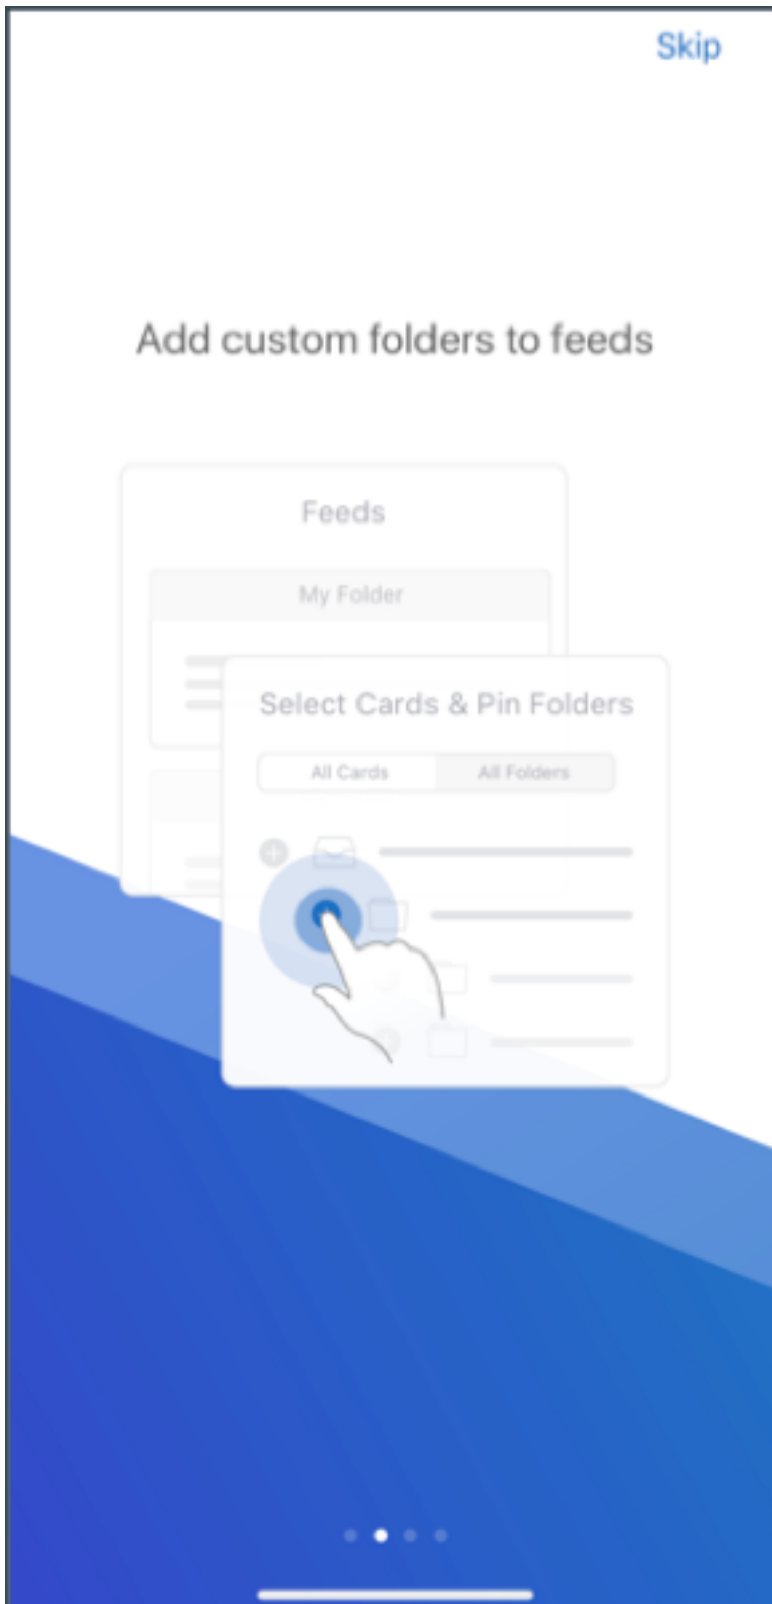 Skip
Add custom folders to feeds
Feeds
My Folder
Select Cards & Pin Folders
All Cards All Folders